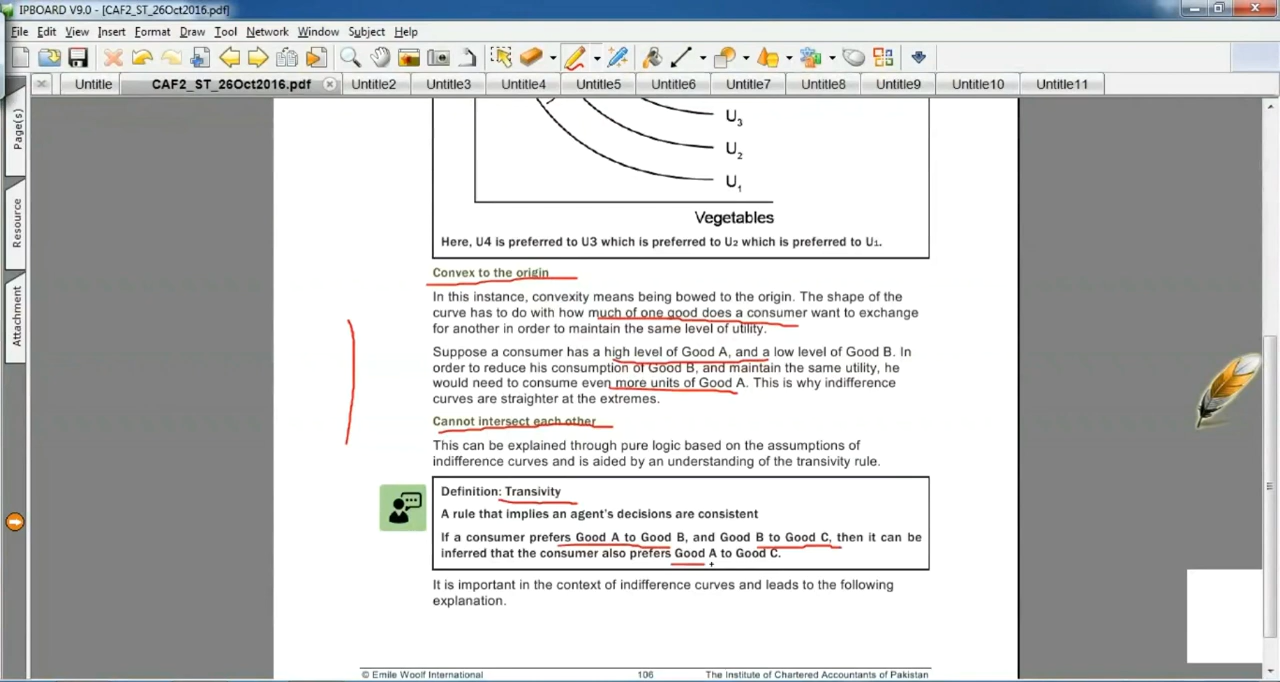 IPBOARD V9.0 - [CAF2_ST_26Oct2016.pdf]
File Edit View Insert Format Draw Tool Network Window Subject Help
Untitle CAF2_ST_26Oct2016.pdf Untitle2 Untitle3 Untitle4 Untitle5 Untitle6 Untitle7 Untitle8 Untitle9 Untitle10 Untitle11
Page(s)
Resource
Attachment
U3
U2
U1
Vegetables
Here, U4 is preferred to U3 which is preferred to U2 which is preferred to U1.
Convex to the origin
In this instance, convexity means being bowed to the origin. The shape of the
curve has to do with how much of one good does a consumer want to exchange
for another in order to maintain the same level of utility.
Suppose a consumer has a high level of Good A, and a low level of Good B. In
order to reduce his consumption of Good B, and maintain the same utility, he
would need to consume even more units of Good A. This is why indifference
curves are straighter at the extremes.
Cannot intersect each other
This can be explained through pure logic based on the assumptions of
indifference curves and is aided by an understanding of the transivity rule.
Definition: Transivity
A rule that implies an agent's decisions are consistent
If a consumer prefers Good A to Good B, and Good B to Good C, then it can be
inferred that the consumer also prefers Good A to Good C.
It is important in the context of indifference curves and leads to the following
explanation.
© Emile Woolf International 106 The Institute of Chartered Accountants of Pakistan